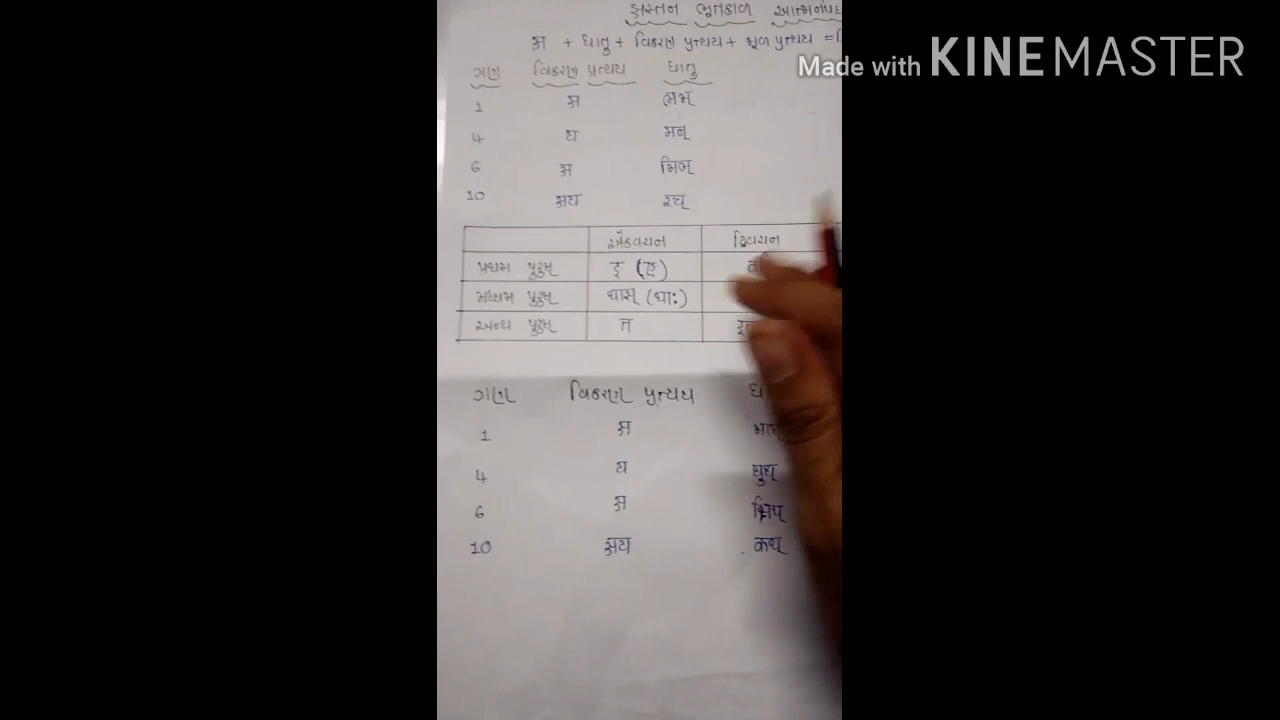 હ્યસ્તન ભૂતકાળ આત્મનેપદ
अ + ધાતુ + વિકરણ પ્રત્યય + મૂળ પ્રત્યય =
Made with KINEMASTER
ગણ વિકરણ પ્રત્યય ધાતુ
1 अ लभ्
4 य मन्
6 अ मिल्
10 अय रच्
એકવચન દ્વિવચન
પ્રથમ પુરુષ इ (ए)
મધ્યમ પુરુષ थास् (थाः)
અન્ય પુરુષ त
ગણ વિકરણ પ્રત્યય
1 अ
4 य युध्
6 अ क्षिप्
10 अय कथ्